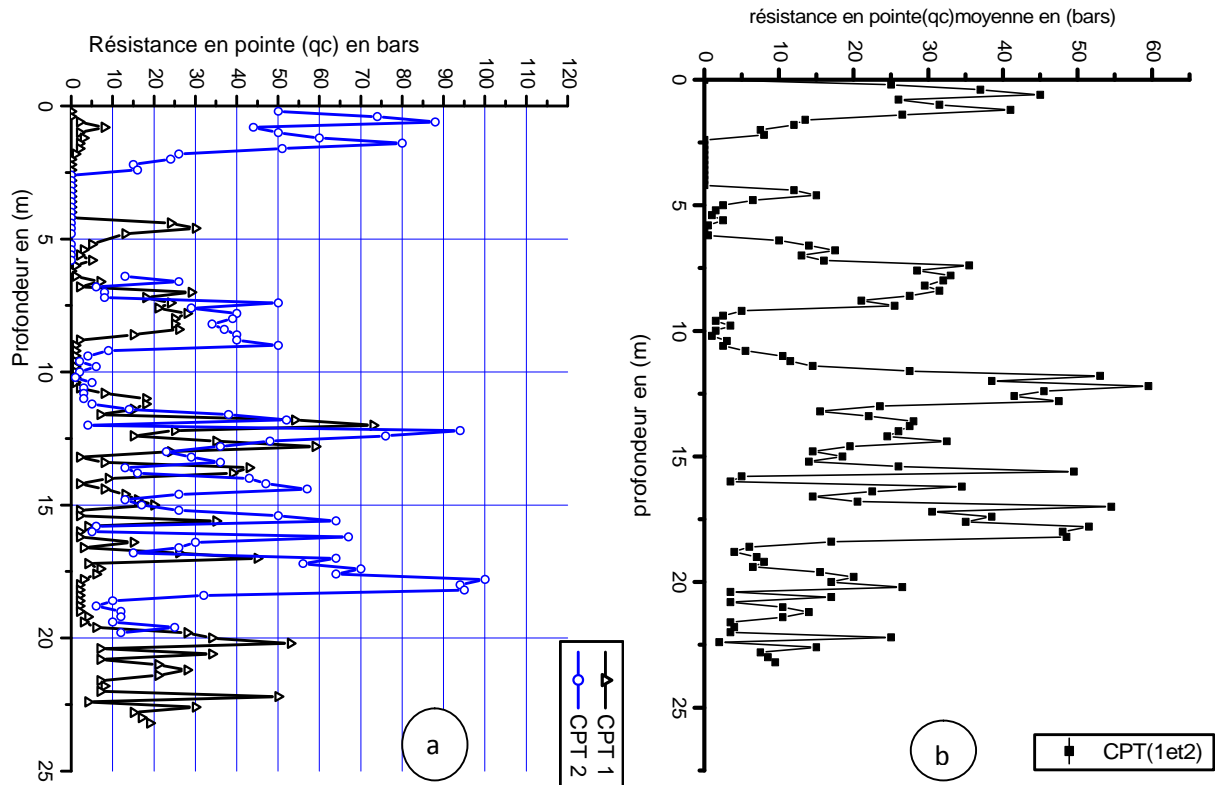 Résistance en pointe (qc) en bars
0 10 20 30 40 50 60 70 80 90 100 110 120
Profondeur en (m)
0
5
10
15
20
25
CPT 1
CPT 2
a
résistance en pointe(qc)moyenne en (bars)
0 10 20 30 40 50 60
profondeur en (m)
0
5
10
15
20
25
b
CPT(1et2)